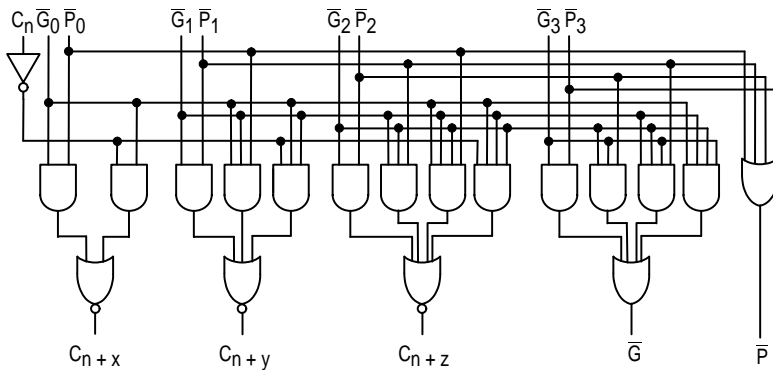 Cn G̅0 P̅0 G̅1 P̅1 G̅2 P̅2 G̅3 P̅3
Cn + x Cn + y Cn + z G̅ P̅